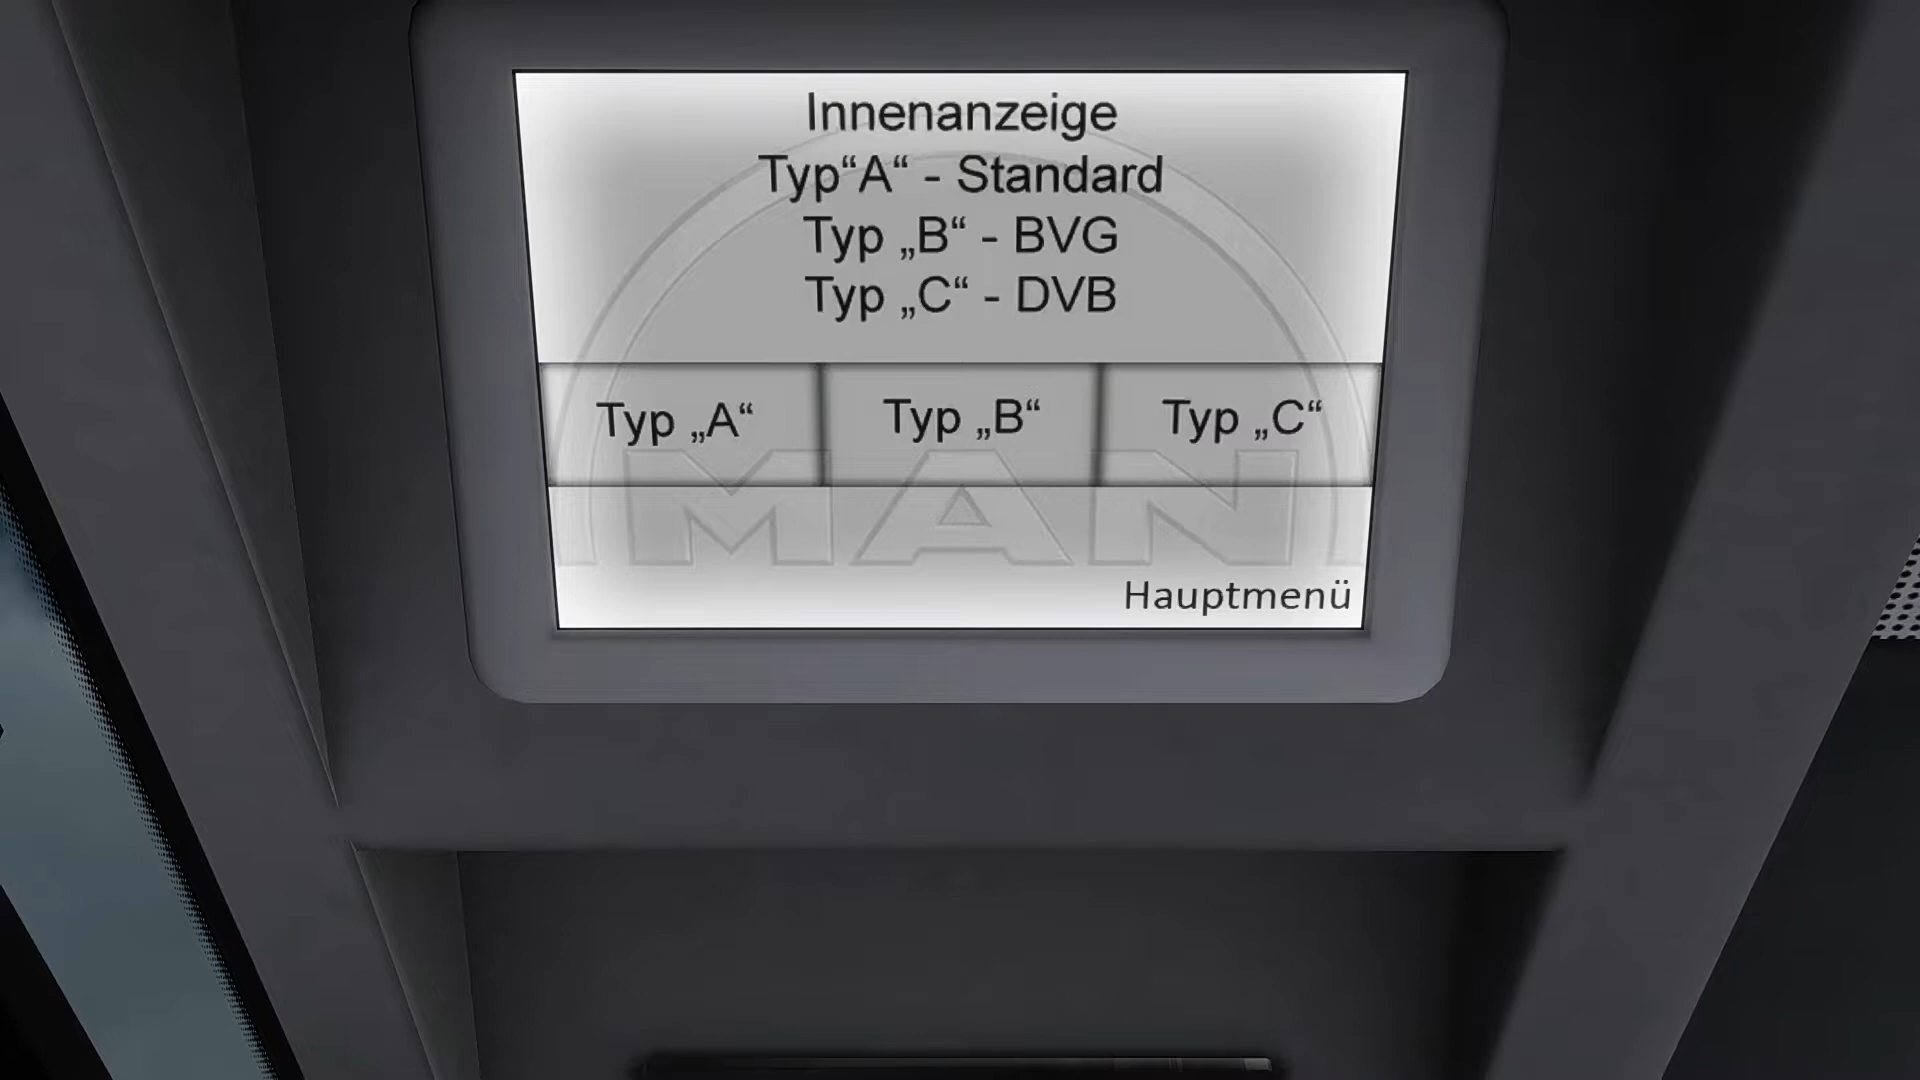 Innenanzeige
Typ“A“ - Standard
Typ „B“ - BVG
Typ „C“ - DVB
Typ „A“ Typ „B“ Typ „C“
MAN
Hauptmenü